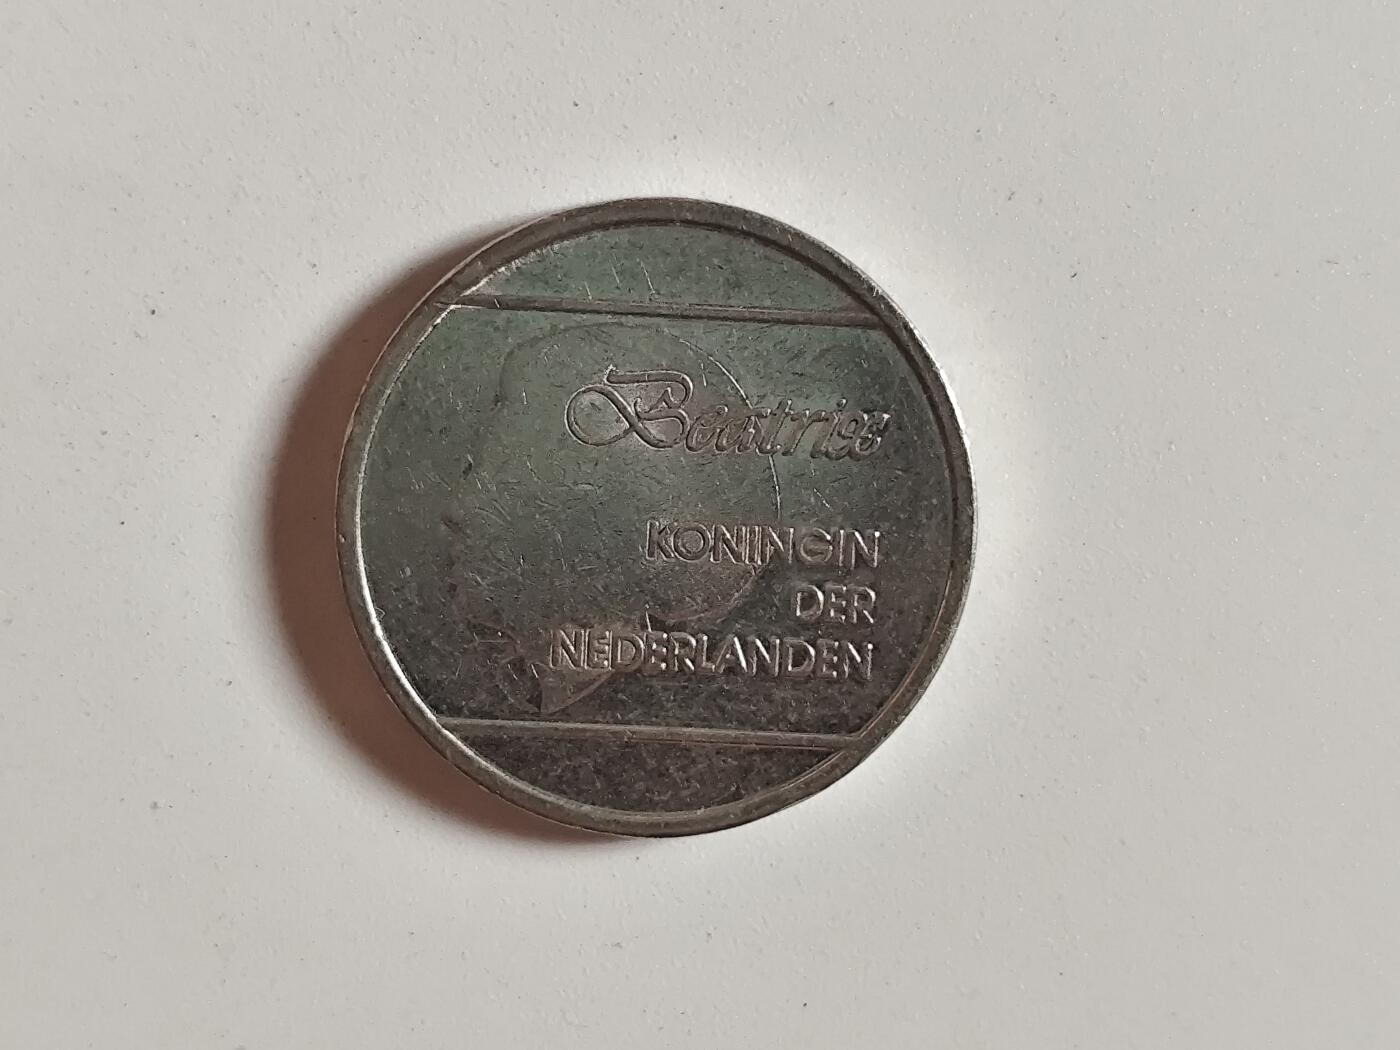 Beatrix
KONINGIN
DER
NEDERLANDEN